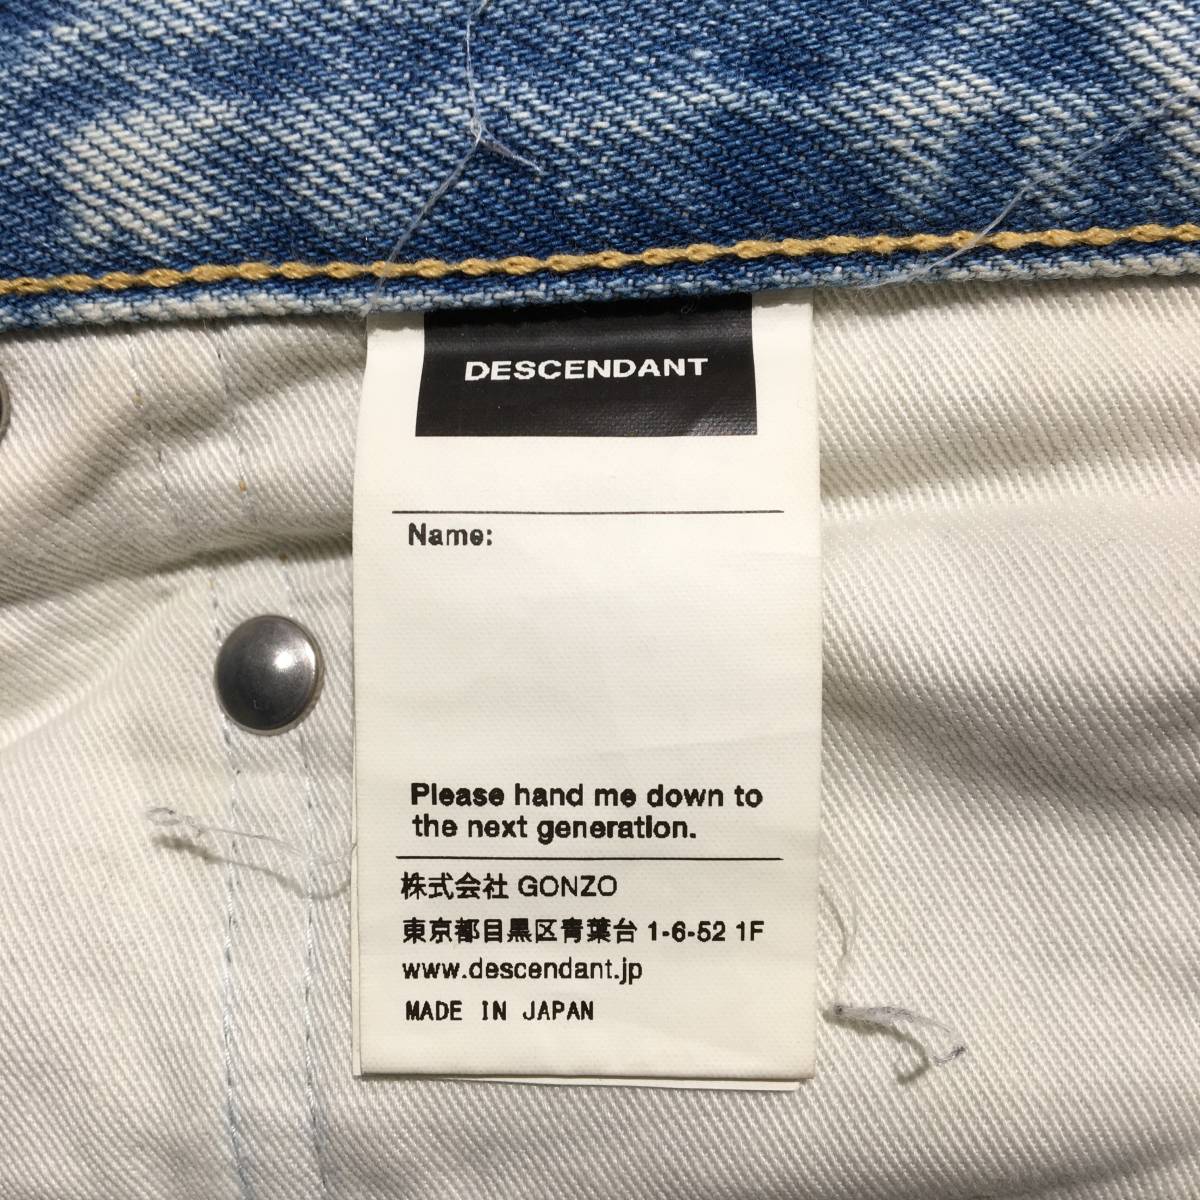 DESCENDANT
Name:
Please hand me down to
the next generation.
株式会社 GONZO
東京都目黒区青葉台 1-6-52 1F
www.descendant.jp
MADE IN JAPAN